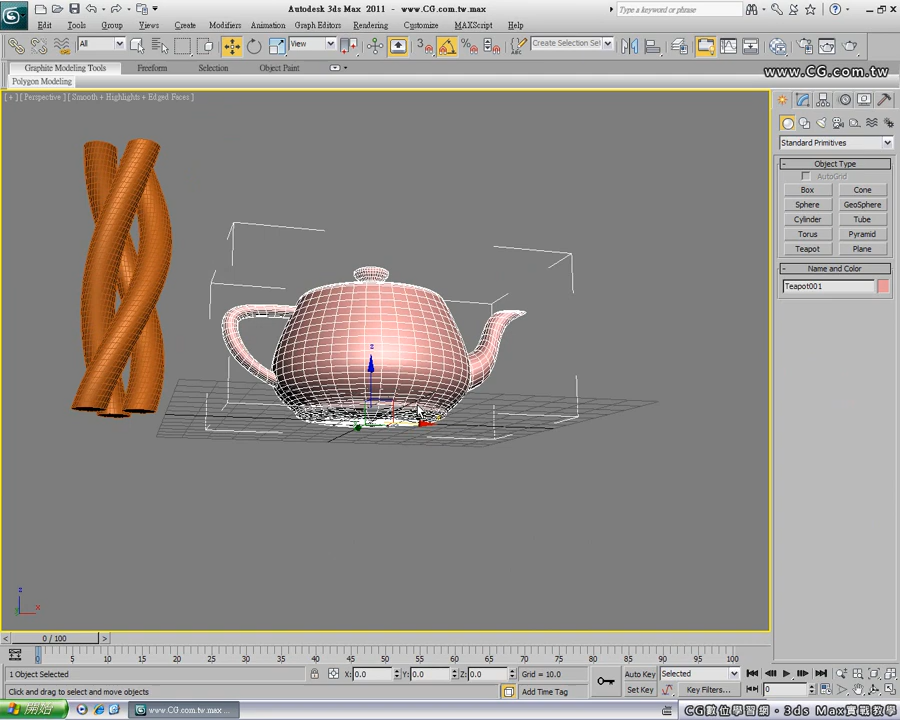 Autodesk 3ds Max 2011 - www.CG.com.tw.max
Type a keyword or phrase
Edit Tools Group Views Create Modifiers Animation Graph Editors Rendering Customize MAXScript Help
All View Create Selection Se
Graphite Modeling Tools Freeform Selection Object Paint
www.CG.com.tw
Polygon Modeling
[ + ] [ Perspective ] [ Smooth + Highlights + Edged Faces ]
Standard Primitives
- Object Type
AutoGrid
Box Cone
Sphere GeoSphere
Cylinder Tube
Torus Pyramid
Teapot Plane
- Name and Color
Teapot001
z
z
x
< 0 / 100 >
0 5 10 15 20 25 30 35 40 45 50 55 60 65 70 75 80 85 90 95 100
1 Object Selected X: 0.0 Y: 0.0 Z: 0.0 Grid = 10.0 Auto Key Selected
Click and drag to select and move objects Add Time Tag Set Key Key Filters... 0
開始 www.CG.com.tw.max ... CG數位學習網・3ds Max實戰教學